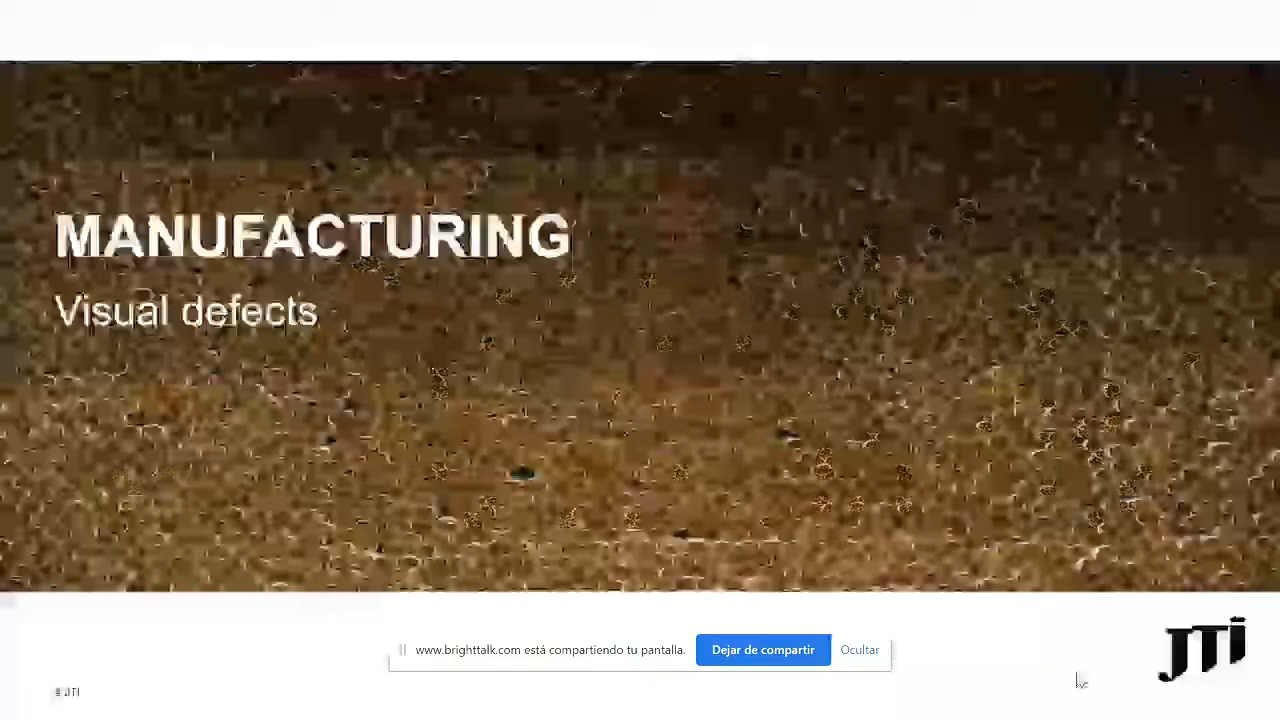 MANUFACTURING
Visual defects
www.brighttalk.com está compartiendo tu pantalla.
Dejar de compartir
Ocultar
JTi